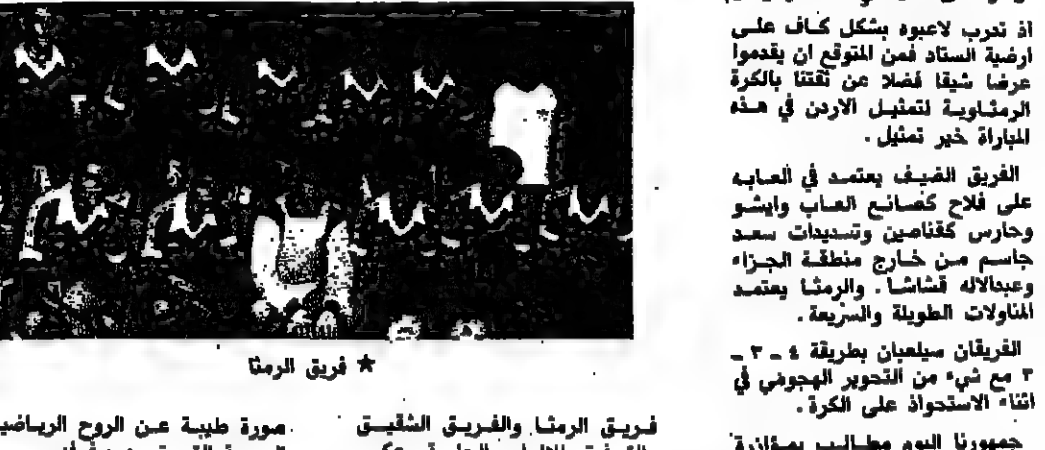 اذ تدرب لاعبوه بشكل كاف على
ارضية الستاد فمن المتوقع ان يقدموا
عرضا شيقا فضلا عن ثقتنا بالكرة
الرمثاوية لتمثيل الاردن في هذه
المباراة خير تمثيل .
الفريق الضيف يعتمد في العابه
على فلاح كصانع العاب وايشو
وحارس كقناصين وتسديدات سعد
جاسم من خارج منطقة الجزاء
وعبدالاله قشاشا . والرمثا يعتمد
المناولات الطويلة والسريعة .
الفريقان سيلعبان بطريقة ٤ ـ ٣ ـ
٣ مع شيء من التحوير الهجومي في
اثناء الاستحواذ على الكرة .
جمهورنا اليوم مطالب بمؤازرة
★ فريق الرمثا
فريق الرمثا والفريق الشقيق
صورة طيبة عن الروح الرياضية